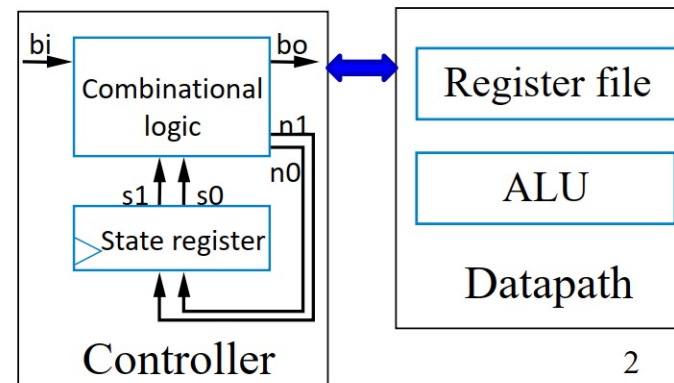 bi
bo
Combinational
logic
n1
n0
s1
s0
State register
Controller
Register file
ALU
Datapath
2